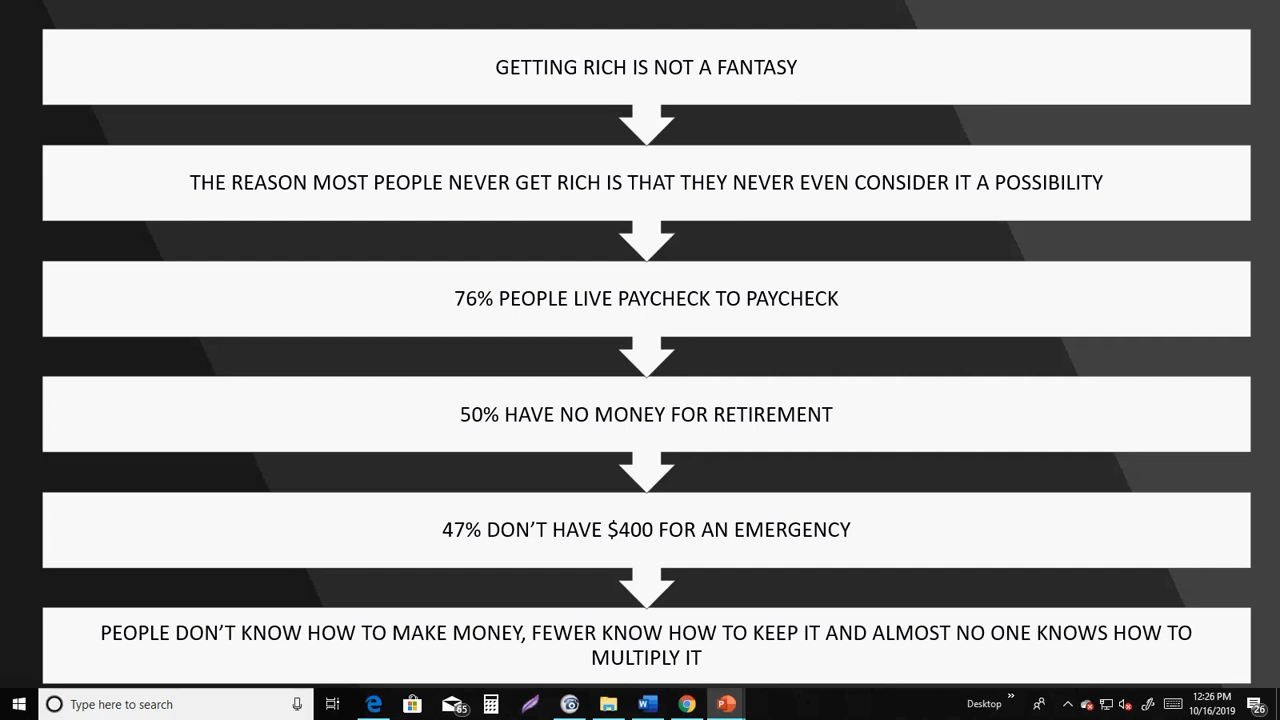 GETTING RICH IS NOT A FANTASY
THE REASON MOST PEOPLE NEVER GET RICH IS THAT THEY NEVER EVEN CONSIDER IT A POSSIBILITY
76% PEOPLE LIVE PAYCHECK TO PAYCHECK
50% HAVE NO MONEY FOR RETIREMENT
47% DON’T HAVE $400 FOR AN EMERGENCY
PEOPLE DON’T KNOW HOW TO MAKE MONEY, FEWER KNOW HOW TO KEEP IT AND ALMOST NO ONE KNOWS HOW TO
MULTIPLY IT
Type here to search
65
Desktop
12:26 PM
10/16/2019
26